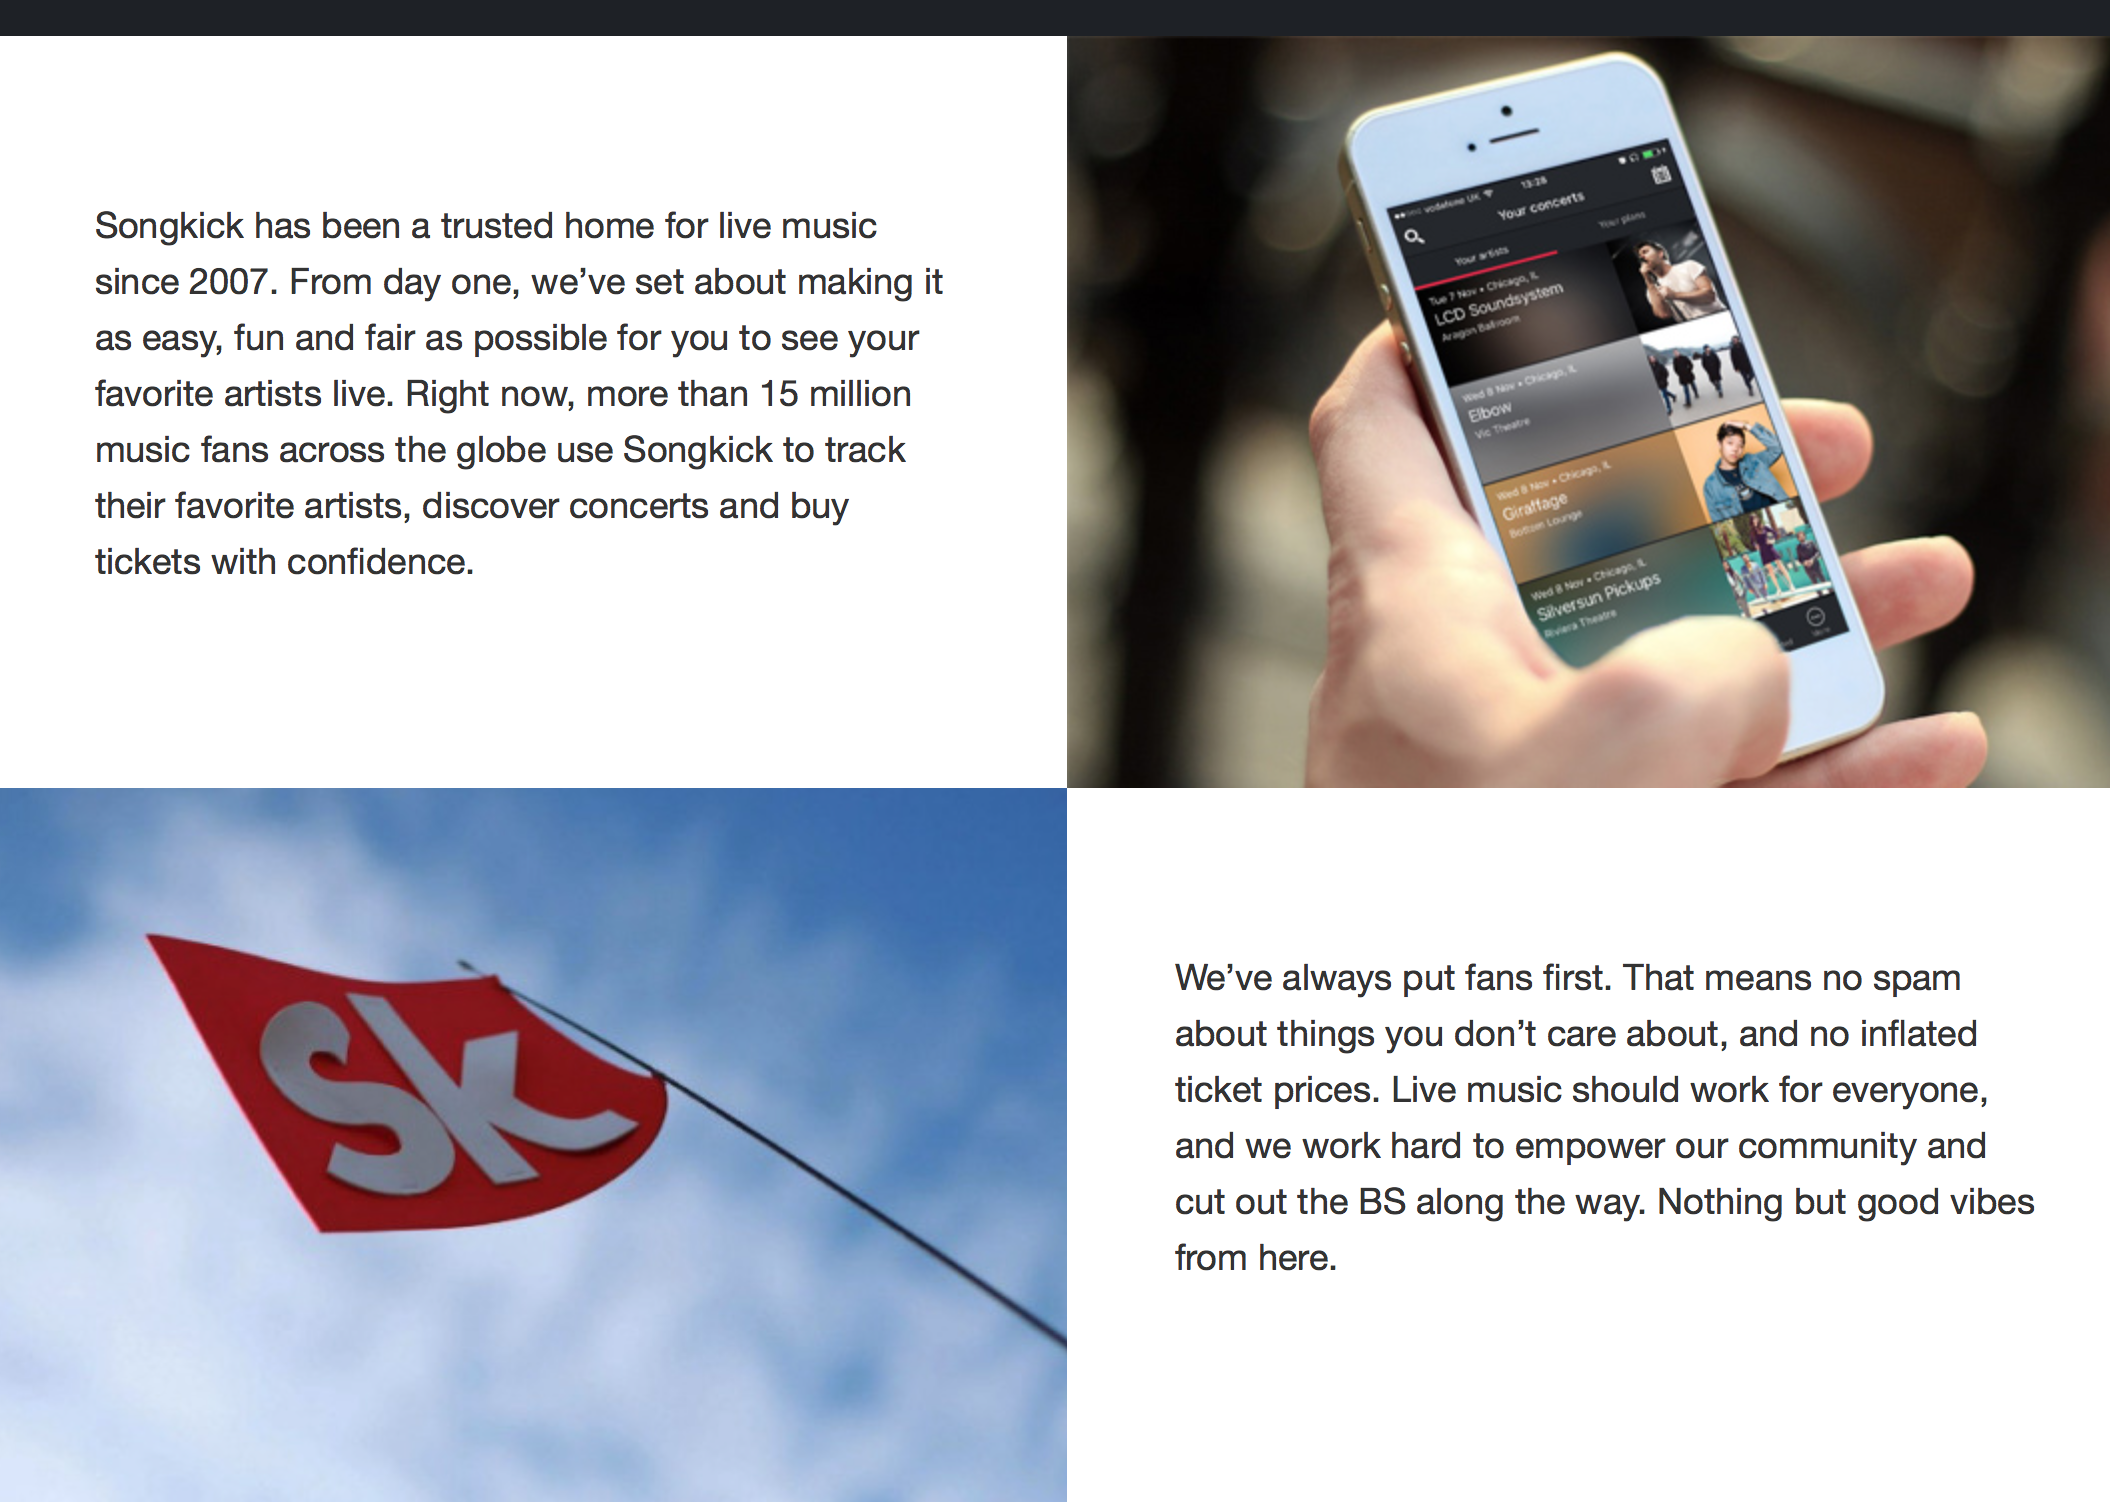 Songkick has been a trusted home for live music
since 2007. From day one, we’ve set about making it
as easy, fun and fair as possible for you to see your
favorite artists live. Right now, more than 15 million
music fans across the globe use Songkick to track
their favorite artists, discover concerts and buy
tickets with confidence.
vodafone UK 13:28
Your concerts
Your artists Your plans
Tue 7 Nov • Chicago, IL
LCD Soundsystem
Aragon Ballroom
Wed 8 Nov • Chicago, IL
Elbow
Vic Theatre
Wed 8 Nov • Chicago, IL
Giraffage
Bottom Lounge
Wed 8 Nov • Chicago, IL
Silversun Pickups
Riviera Theatre
sk
We’ve always put fans first. That means no spam
about things you don’t care about, and no inflated
ticket prices. Live music should work for everyone,
and we work hard to empower our community and
cut out the BS along the way. Nothing but good vibes
from here.